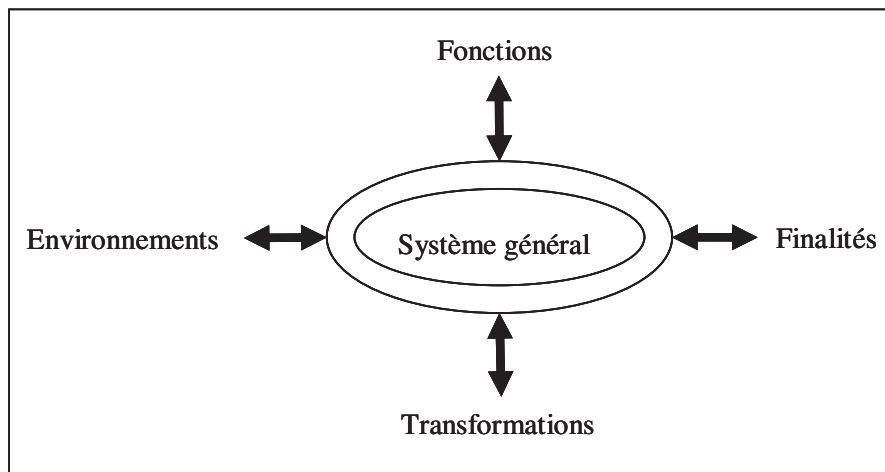 Fonctions
Environnements
Système général
Finalités
Transformations